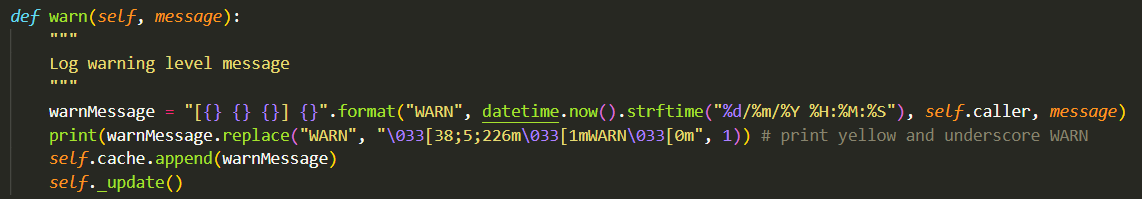 def warn(self, message):
    """
    Log warning level message
    """
    warnMessage = "[{} {} {}] {}".format("WARN", datetime.now().strftime("%d/%m/%Y %H:%M:%S"), self.caller, message)
    print(warnMessage.replace("WARN", "\033[38;5;226m\033[1mWARN\033[0m", 1)) # print yellow and underscore WARN
    self.cache.append(warnMessage)
    self._update()